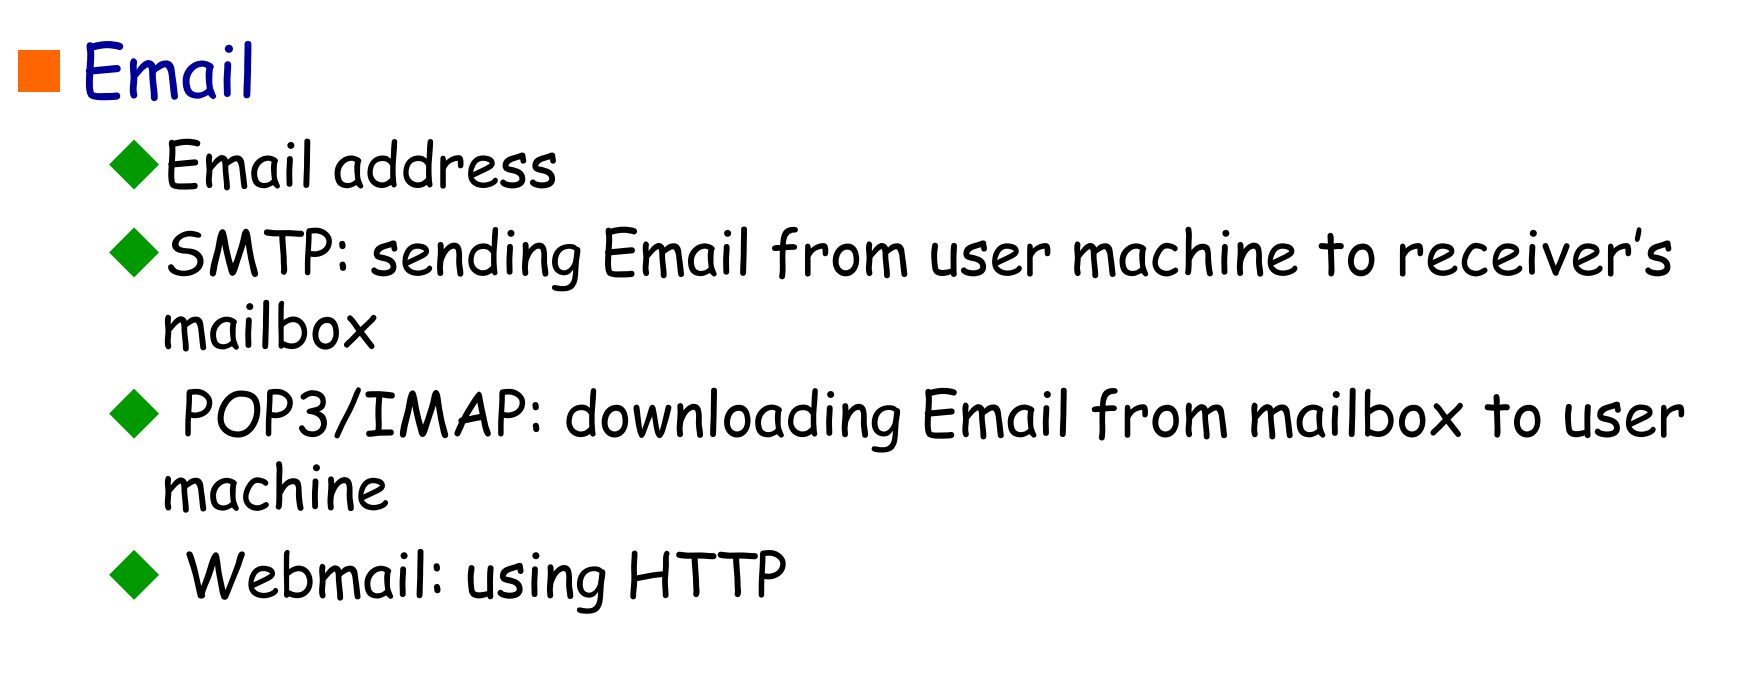 Email
Email address
SMTP: sending Email from user machine to receiver’s
mailbox
POP3/IMAP: downloading Email from mailbox to user
machine
Webmail: using HTTP